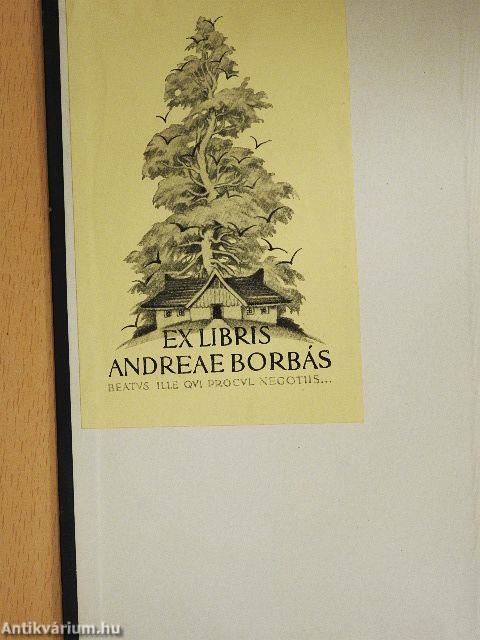 EX LIBRIS
ANDREAE BORBÁS
BEATVS ILLE QVI PROCVL NEGOTIIS...
Antikvárium.hu